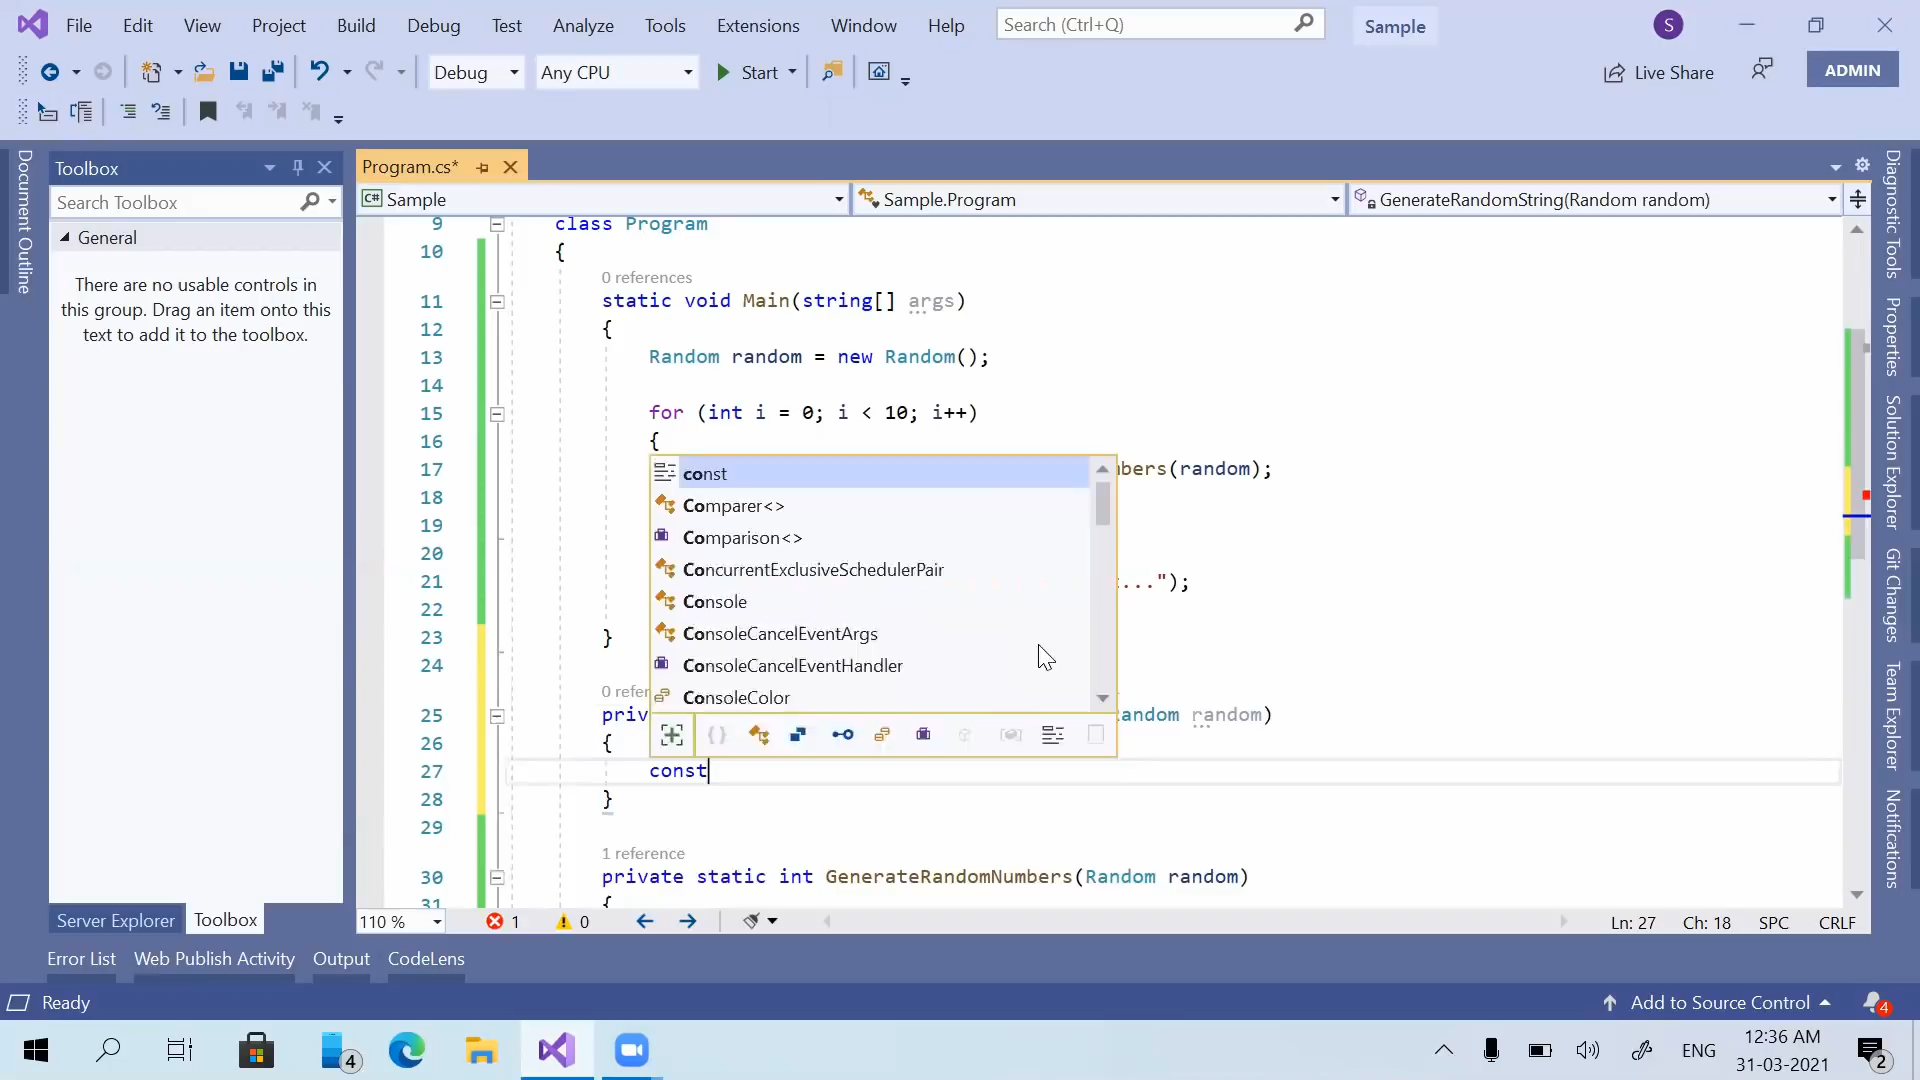 File Edit View Project Build Debug Test Analyze Tools Extensions Window Help Search (Ctrl+Q) Sample S
Debug Any CPU Start Live Share ADMIN
Document Outline
Toolbox
Search Toolbox
General
There are no usable controls in
this group. Drag an item onto this
text to add it to the toolbox.
Server Explorer Toolbox
Program.cs*
C# Sample Sample.Program GenerateRandomString(Random random)
9 class Program
10 {
0 references
11 static void Main(string[] args)
12 {
13 Random random = new Random();
14
15 for (int i = 0; i < 10; i++)
16 {
17 mbers(random);
18
19
20
21 ..");
22
23 }
24
0 refer
25 priv andom random)
26 {
27 const
28 }
29
1 reference
30 private static int GenerateRandomNumbers(Random random)
31 {
const
Comparer<>
Comparison<>
ConcurrentExclusiveSchedulerPair
Console
ConsoleCancelEventArgs
ConsoleCancelEventHandler
ConsoleColor
110 % 1 0 Ln: 27 Ch: 18 SPC CRLF
Diagnostic Tools
Properties
Solution Explorer
Git Changes
Team Explorer
Notifications
Error List Web Publish Activity Output CodeLens
Ready Add to Source Control 4
4 ENG 12:36 AM
31-03-2021 2